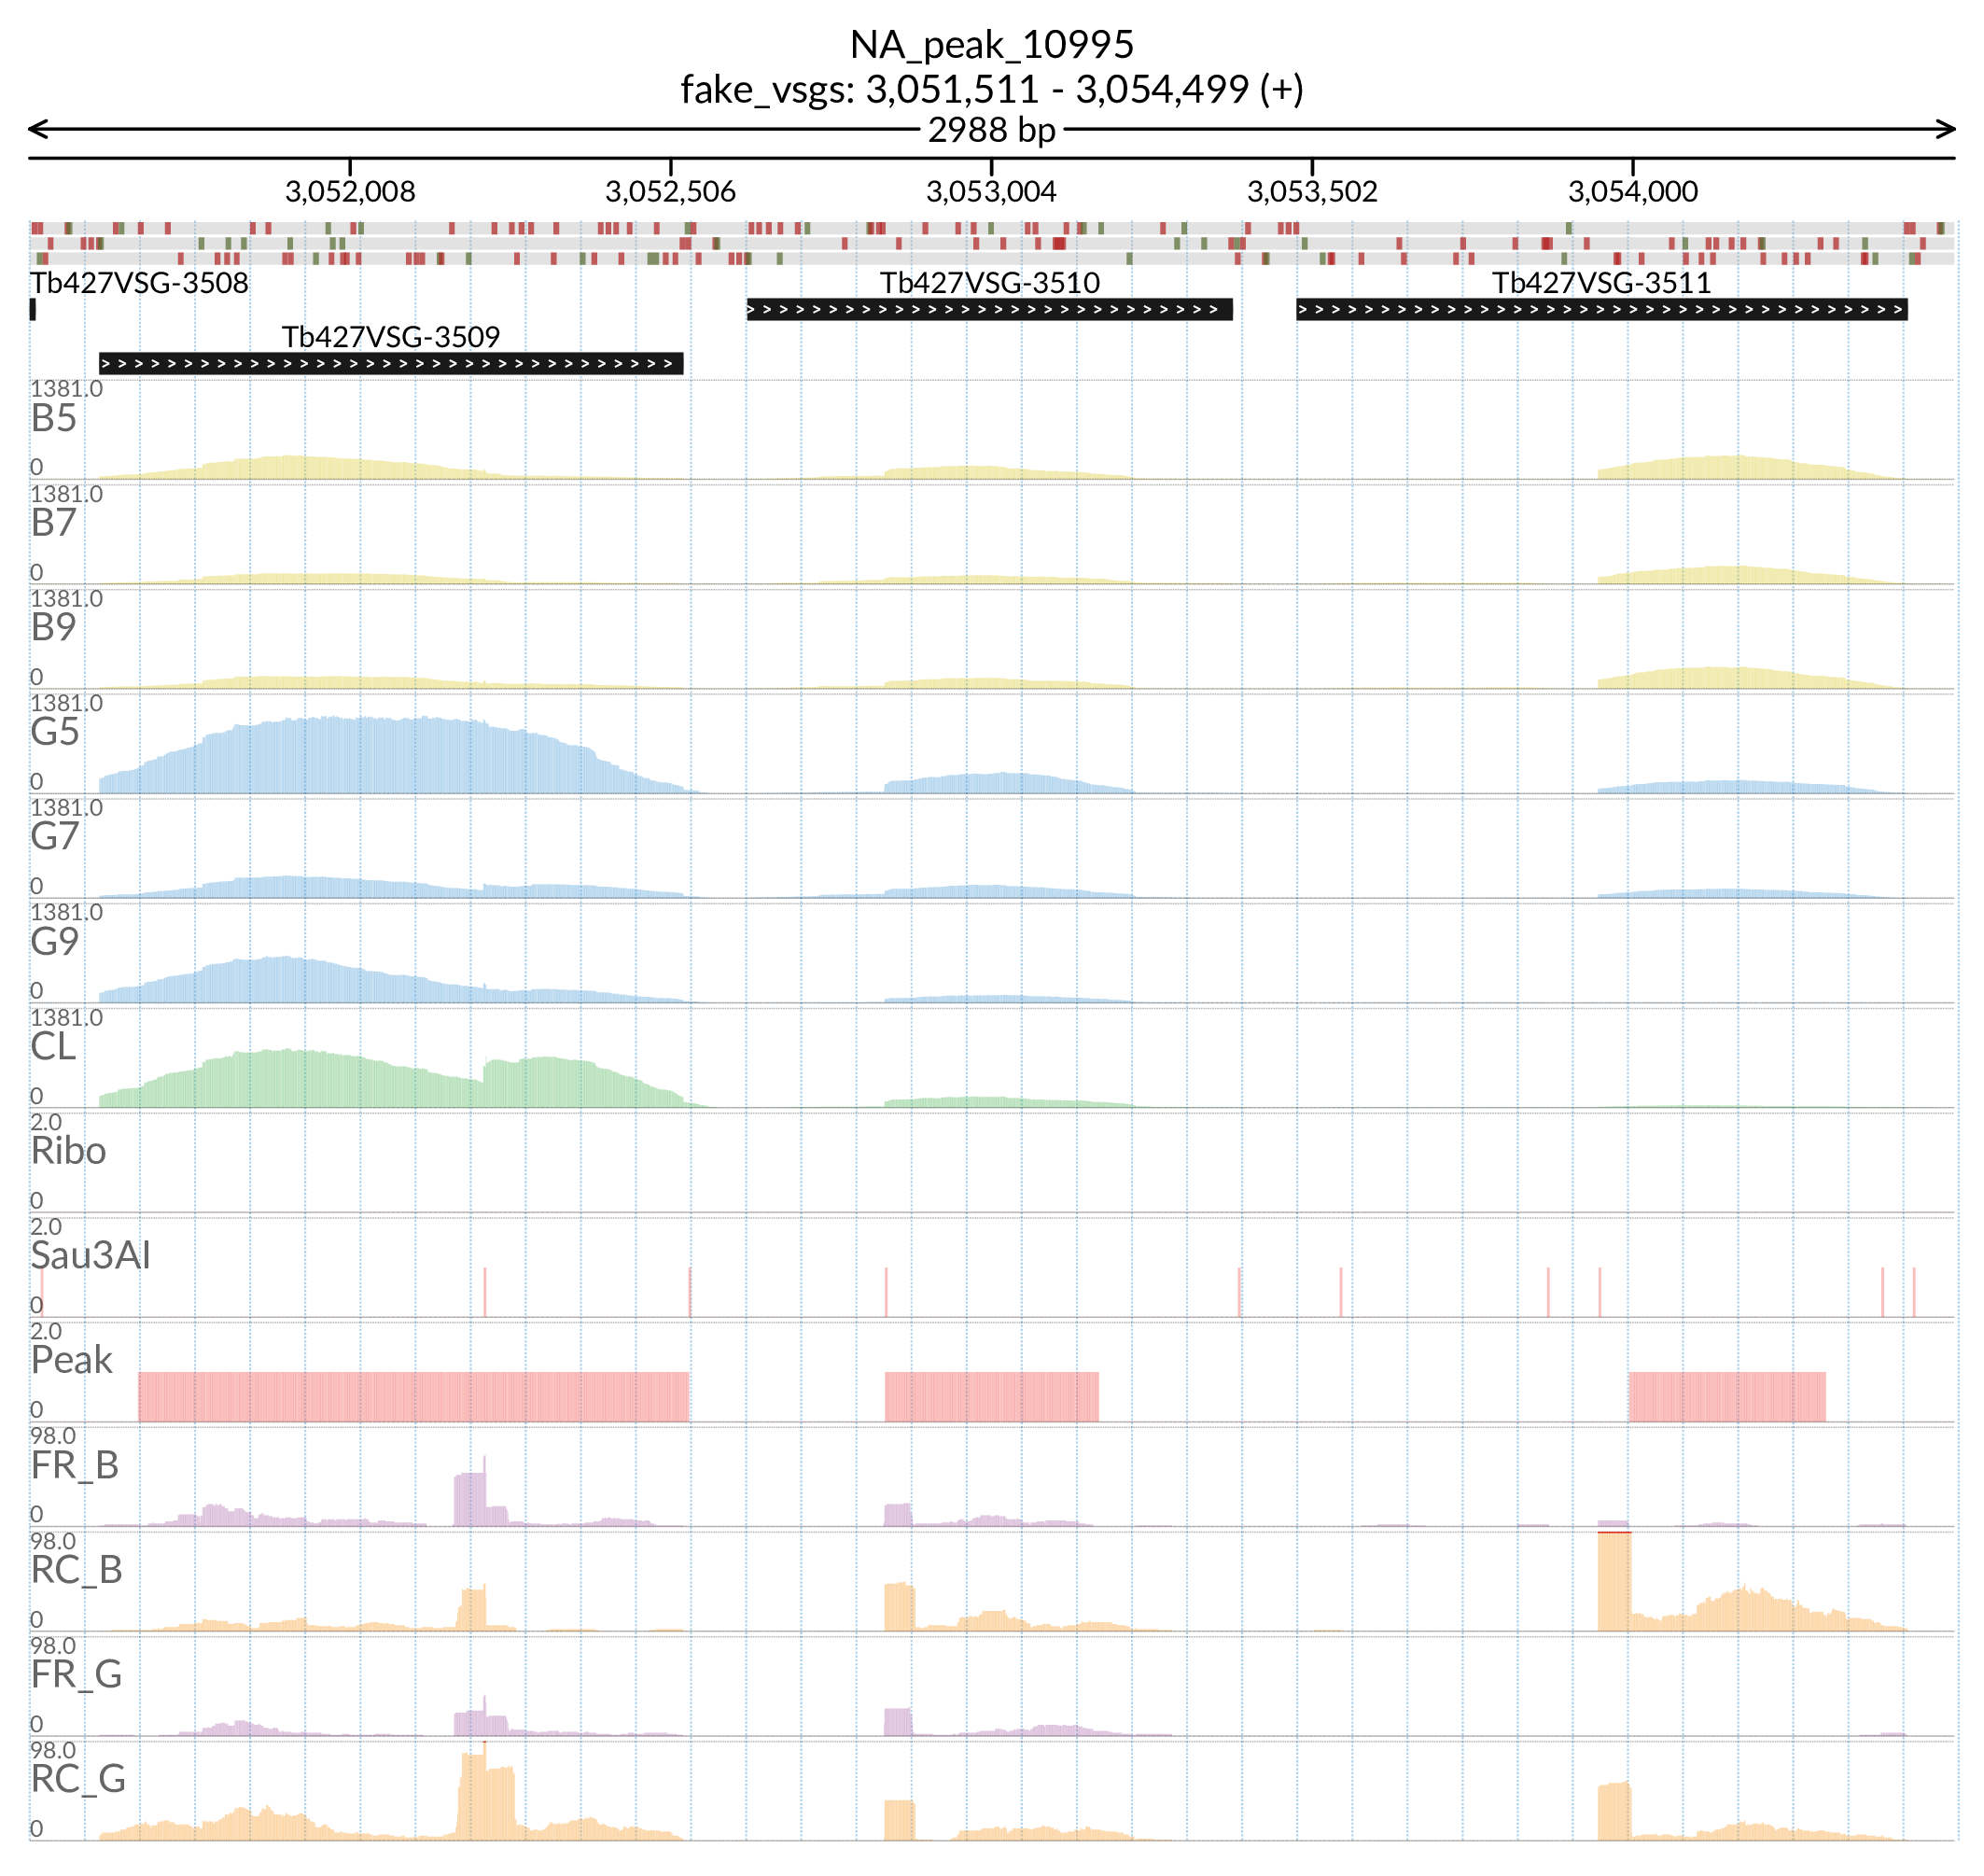 NA_peak_10995
fake_vsgs: 3,051,511 - 3,054,499 (+)
2988 bp
3,052,008 3,052,506 3,053,004 3,053,502 3,054,000
Tb427VSG-3508 Tb427VSG-3510 Tb427VSG-3511
Tb427VSG-3509
1381.0
B5
0
1381.0
B7
0
1381.0
B9
0
1381.0
G5
0
1381.0
G7
0
1381.0
G9
0
1381.0
CL
0
2.0
Ribo
0
2.0
Sau3AI
0
2.0
Peak
0
98.0
FR_B
0
98.0
RC_B
0
98.0
FR_G
0
98.0
RC_G
0